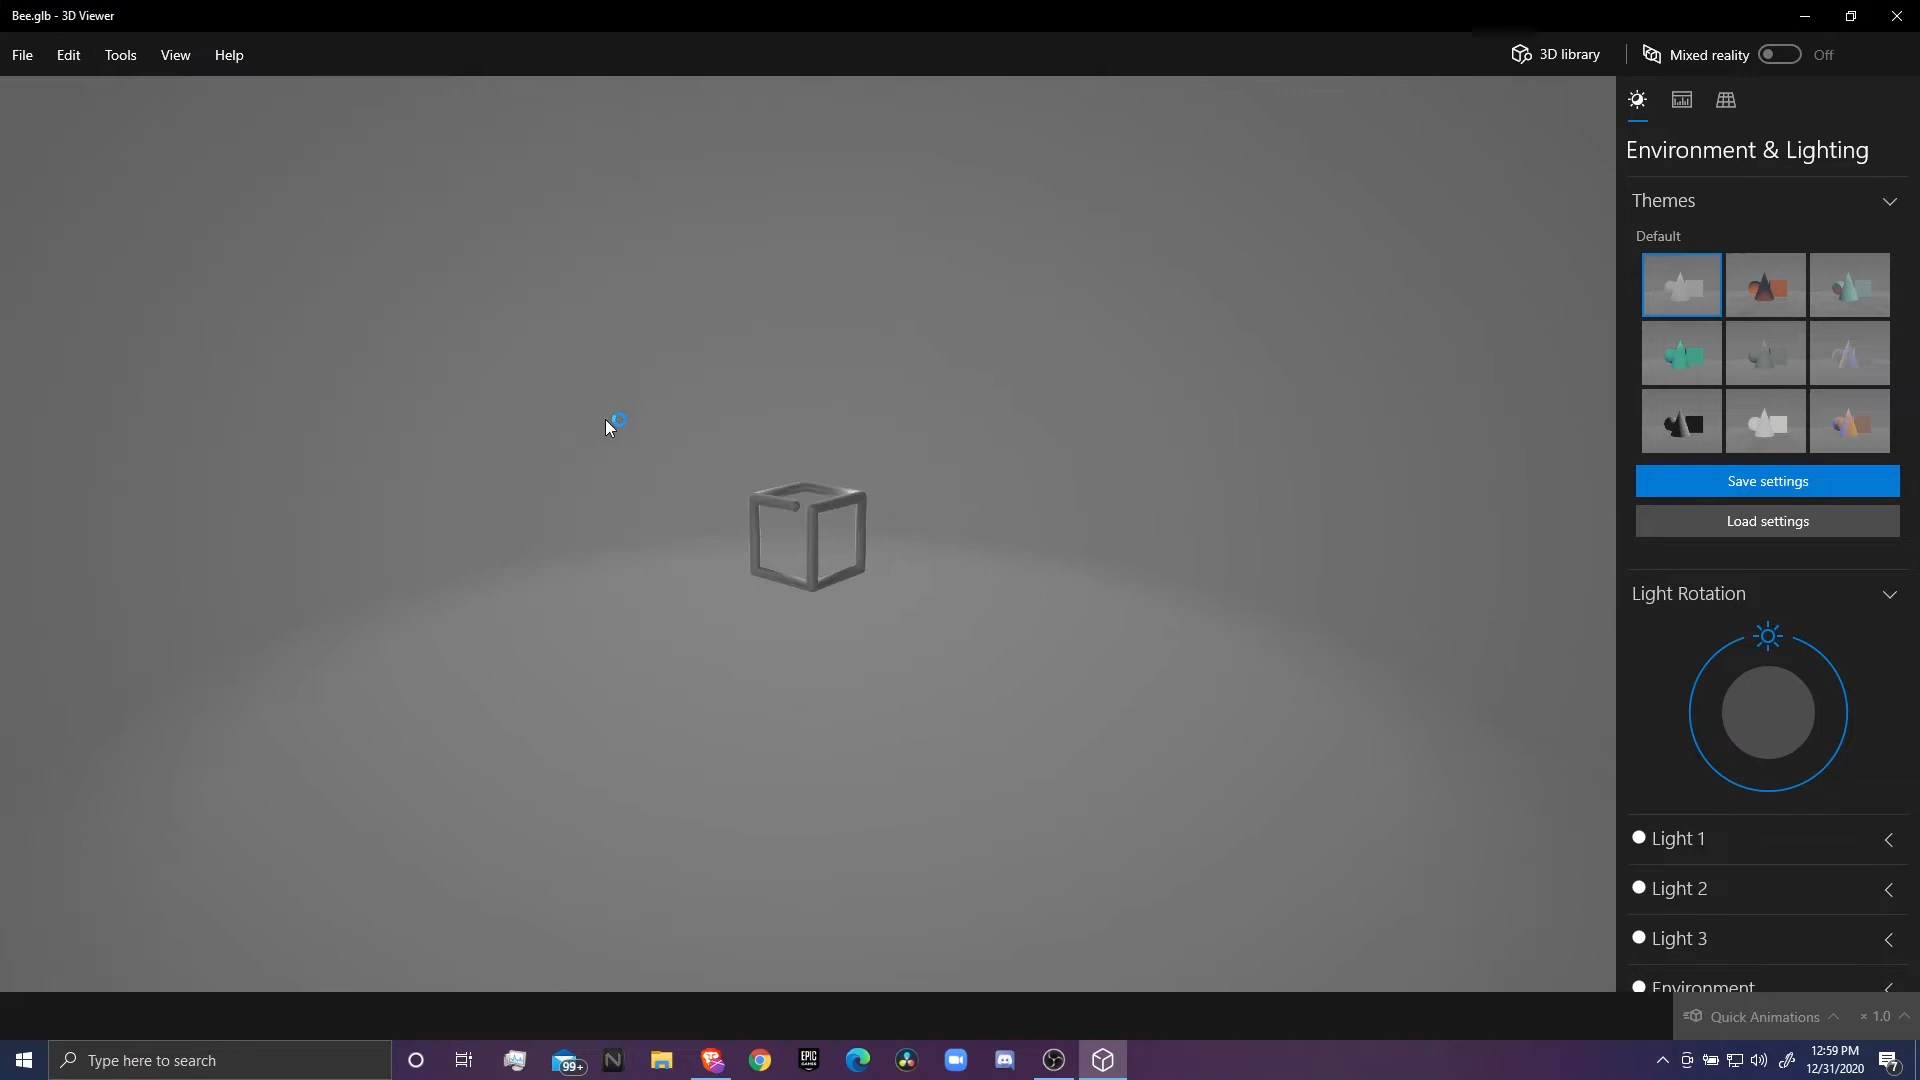 Bee.glb - 3D Viewer
File Edit Tools View Help
3D library
Mixed reality
Off
Environment & Lighting
Themes
Default
Save settings
Load settings
Light Rotation
Light 1
Light 2
Light 3
Environment
Quick Animations
× 1.0
Type here to search
99+
N
EPIC
GAMES
12:59 PM
12/31/2020
7